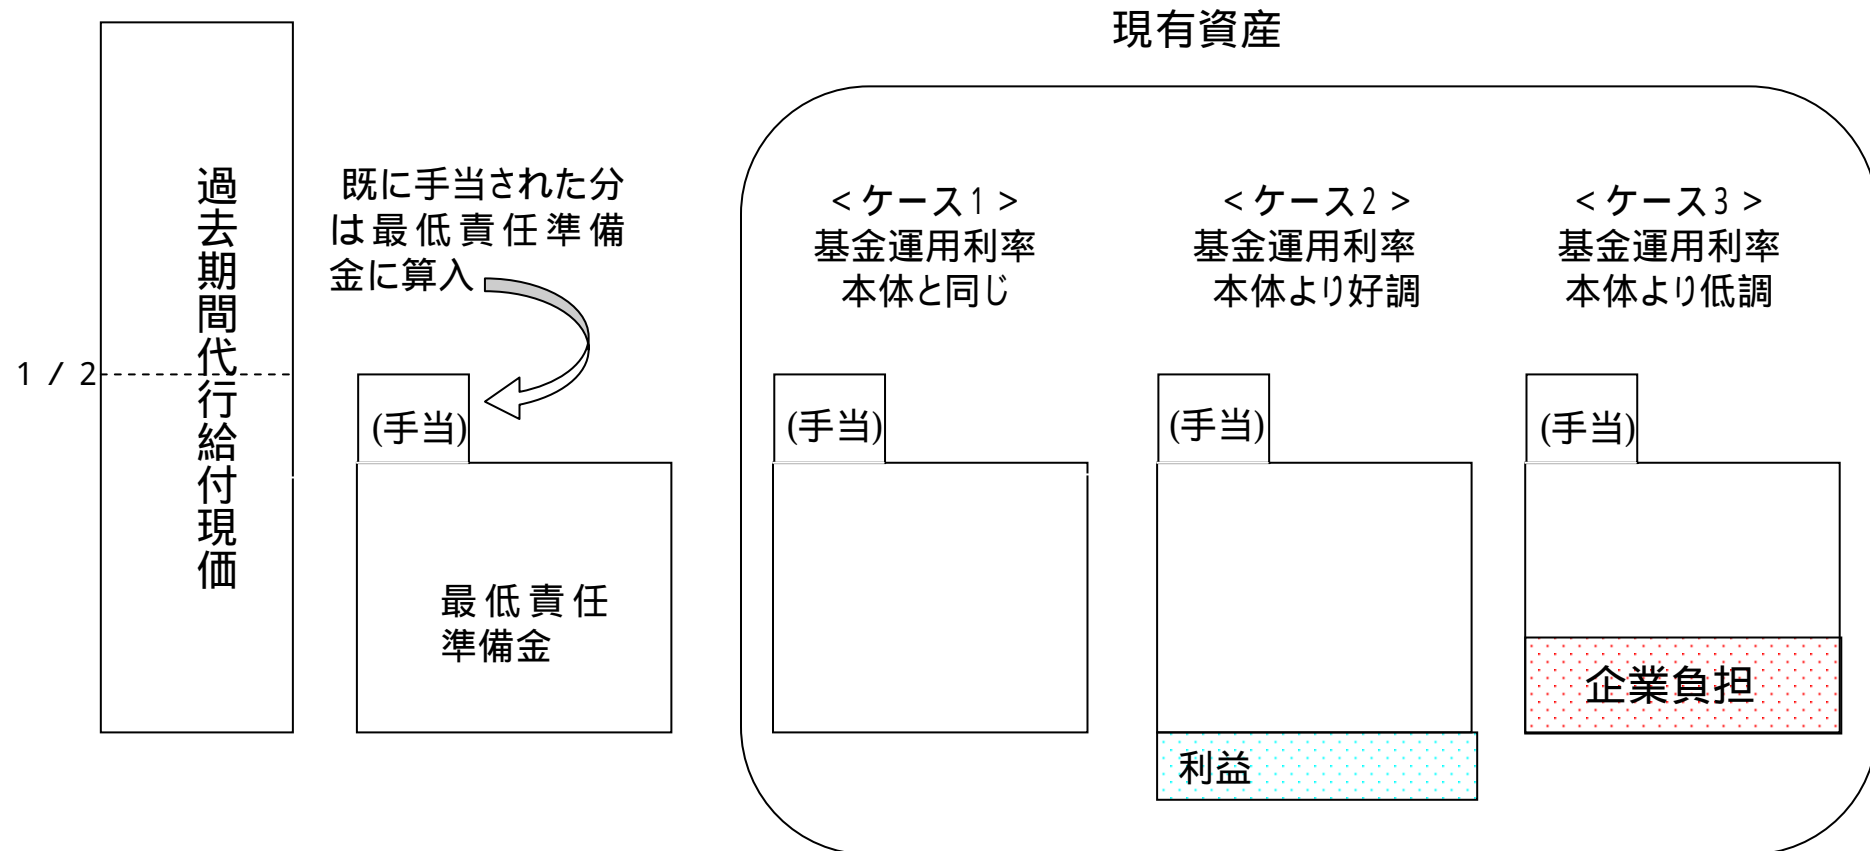 現有資産
過去期間代行給付現価
1 / 2
既に手当された分
は最低責任準備
金に算入
(手当)
最低責任
準備金
<ケース1>
基金運用利率
本体と同じ
(手当)
<ケース2>
基金運用利率
本体より好調
(手当)
利益
<ケース3>
基金運用利率
本体より低調
(手当)
企業負担